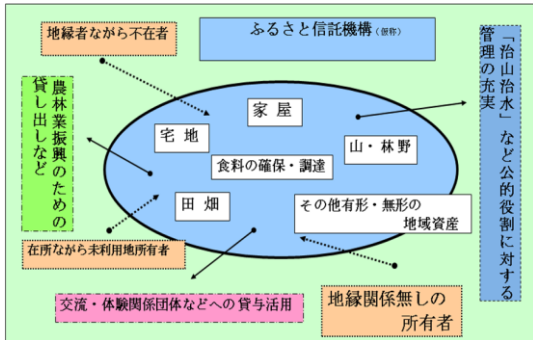 地縁者ながら不在者
ふるさと信託機構(仮称)
「治山治水」など公的役割に対する
管理の充実
農林業振興のための
貸し出しなど
家屋
宅 地
山・林野
食料の確保・調達
田 畑
その他有形・無形の
地域資産
在所ながら未利用地所有者
交流・体験関係団体などへの貸与活用
地縁関係無しの
所有者